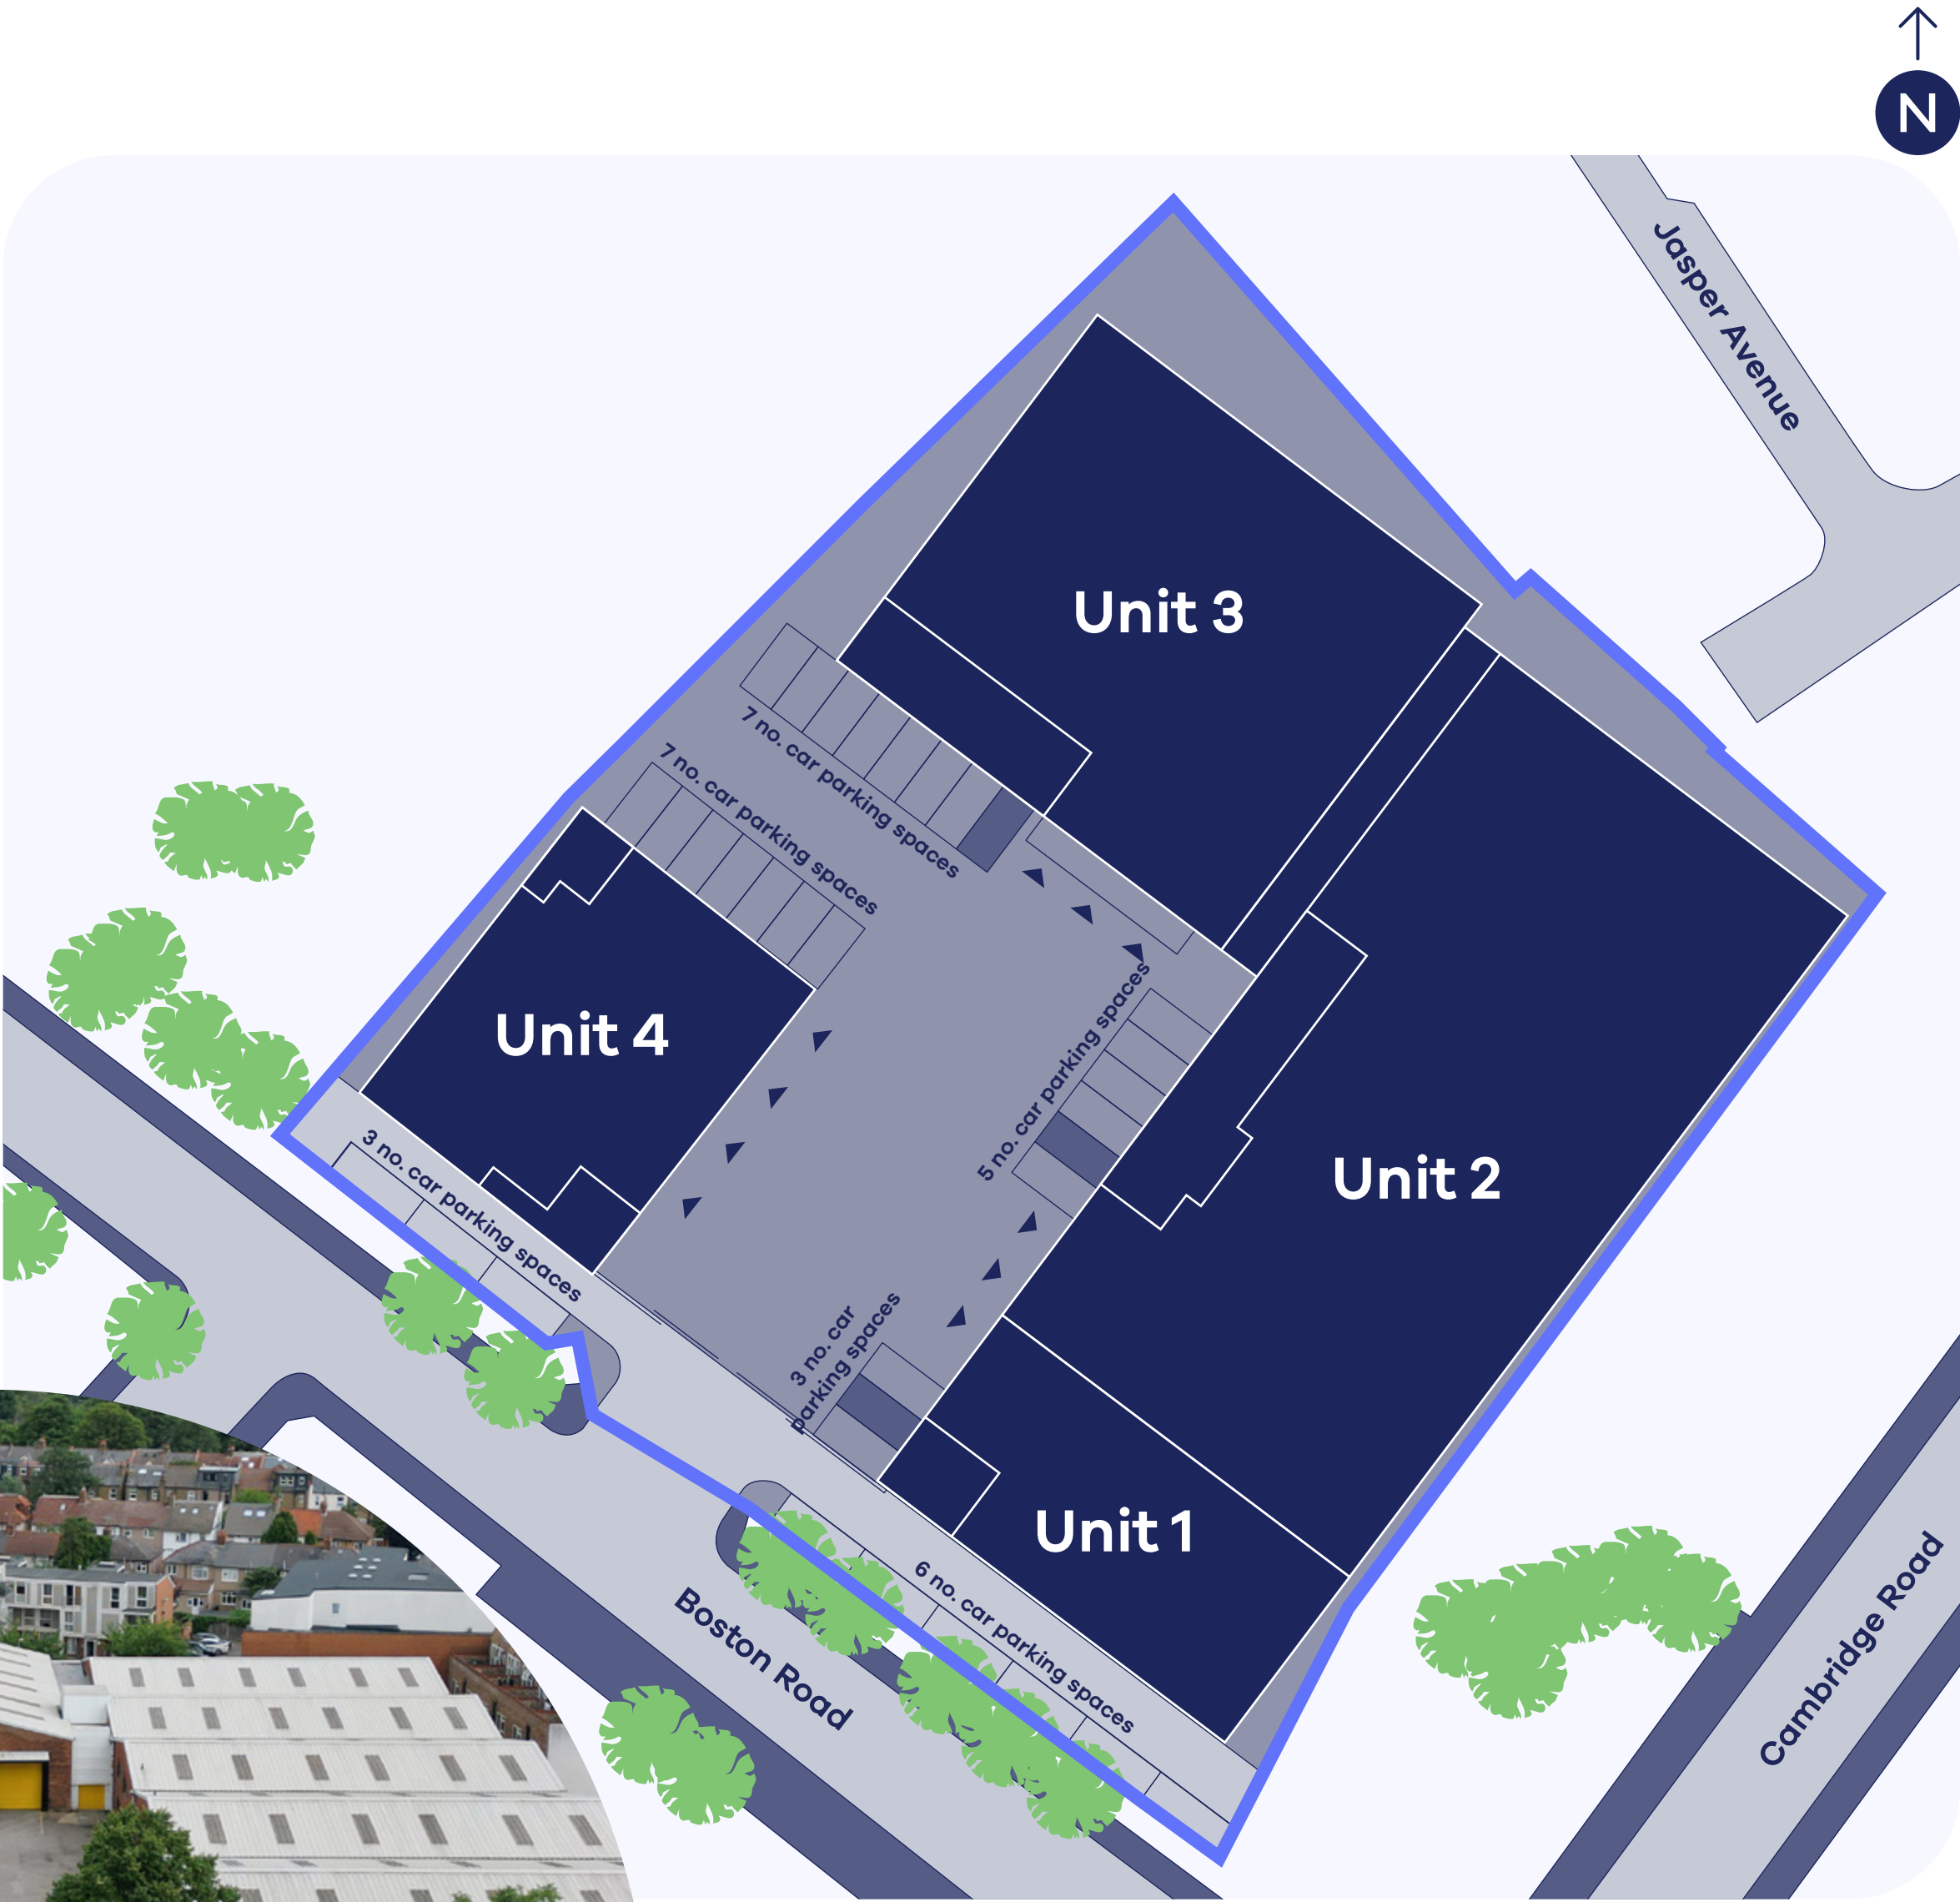 N
Jasper Avenue
Unit 3
7 no. car parking spaces
7 no. car parking spaces
Unit 4
5 no. car parking spaces
3 no. car parking spaces
Unit 2
3 no. car
parking spaces
Unit 1
6 no. car parking spaces
Boston Road
Cambridge Road